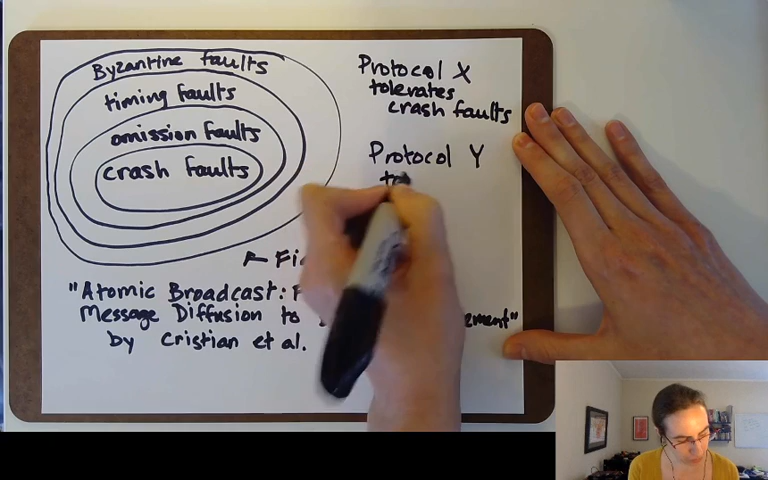 Byzantine faults
timing faults
omission faults
crash faults
Protocol X
tolerates
crash faults
Protocol Y
to
"Atomic Broadcast:
Message Diffusion to
by Cristian et al.